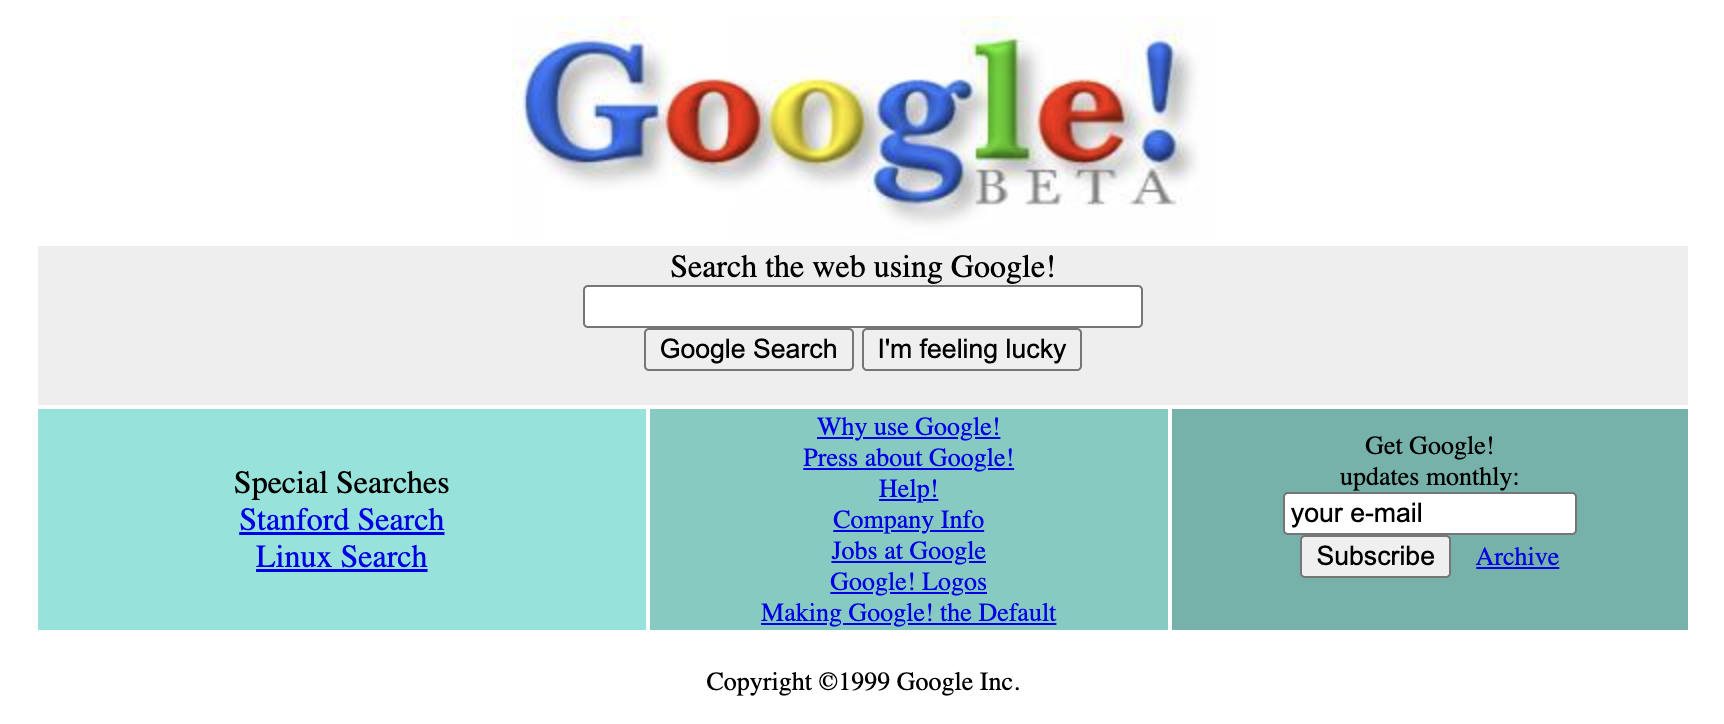 Google!
BETA
Search the web using Google!
Google Search I'm feeling lucky
Special Searches
Stanford Search
Linux Search
Why use Google!
Press about Google!
Help!
Company Info
Jobs at Google
Google! Logos
Making Google! the Default
Get Google!
updates monthly:
your e-mail
Subscribe Archive
Copyright ©1999 Google Inc.